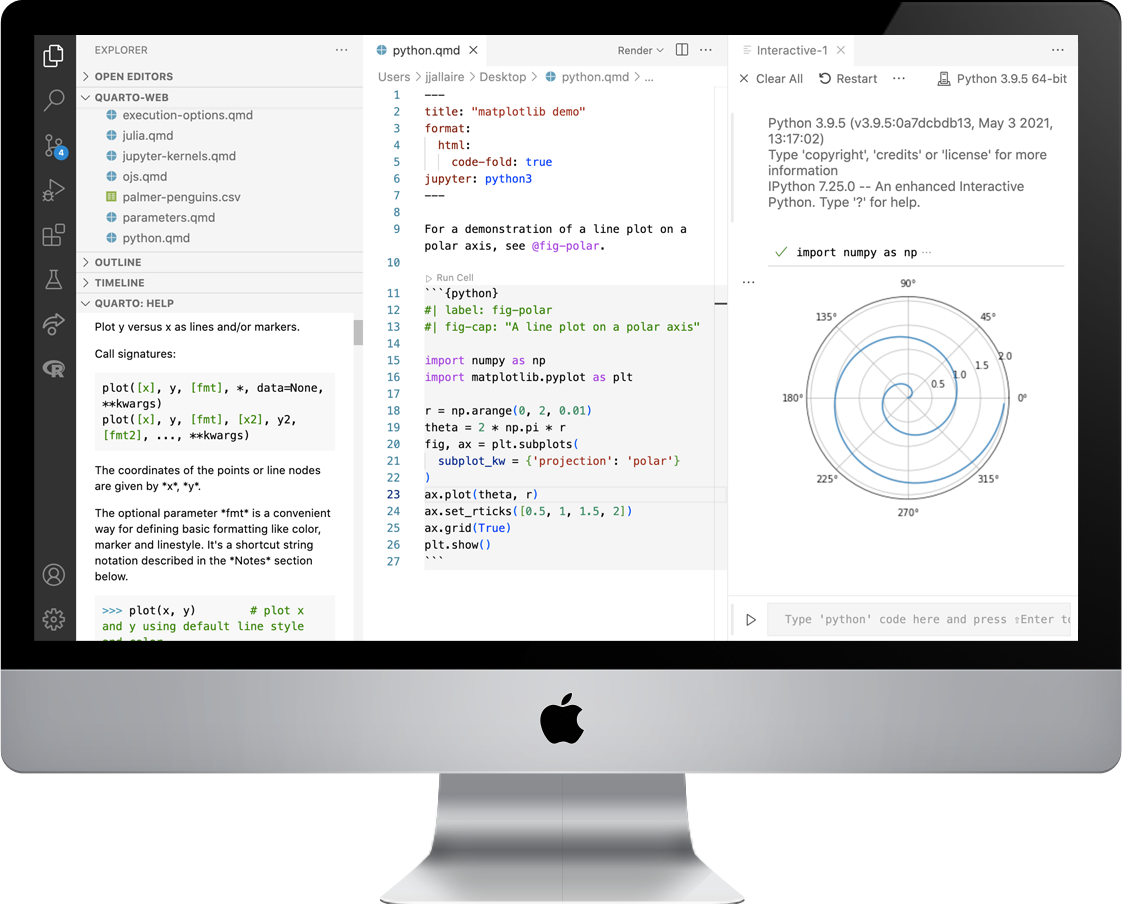 EXPLORER
OPEN EDITORS
QUARTO-WEB
execution-options.qmd
julia.qmd
jupyter-kernels.qmd
ojs.qmd
palmer-penguins.csv
parameters.qmd
python.qmd
OUTLINE
TIMELINE
QUARTO: HELP
Plot y versus x as lines and/or markers.
Call signatures:
plot([x], y, [fmt], *, data=None,
**kwargs)
plot([x], y, [fmt], [x2], y2,
[fmt2], ..., **kwargs)
The coordinates of the points or line nodes
are given by *x*, *y*.
The optional parameter *fmt* is a convenient
way for defining basic formatting like color,
marker and linestyle. It's a shortcut string
notation described in the *Notes* section
below.
>>> plot(x, y)        # plot x
and y using default line style
4
R
python.qmd
Render
Users > jjallaire > Desktop > python.qmd > ...
1 ---
2 title: "matplotlib demo"
3 format:
4   html:
5     code-fold: true
6 jupyter: python3
7 ---
8
9 For a demonstration of a line plot on a
polar axis, see @fig-polar.
10
Run Cell
11 ```{python}
12 #| label: fig-polar
13 #| fig-cap: "A line plot on a polar axis"
14
15 import numpy as np
16 import matplotlib.pyplot as plt
17
18 r = np.arange(0, 2, 0.01)
19 theta = 2 * np.pi * r
20 fig, ax = plt.subplots(
21   subplot_kw = {'projection': 'polar'}
22 )
23 ax.plot(theta, r)
24 ax.set_rticks([0.5, 1, 1.5, 2])
25 ax.grid(True)
26 plt.show()
27 ```
Interactive-1
Clear All Restart ··· Python 3.9.5 64-bit
Python 3.9.5 (v3.9.5:0a7dcbdb13, May 3 2021,
13:17:02)
Type 'copyright', 'credits' or 'license' for more
information
IPython 7.25.0 -- An enhanced Interactive
Python. Type '?' for help.
import numpy as np ···
90°
135° 45°
2.0
1.5
1.0
0.5
180° 0°
225° 315°
270°
Type 'python' code here and press ⇧Enter to